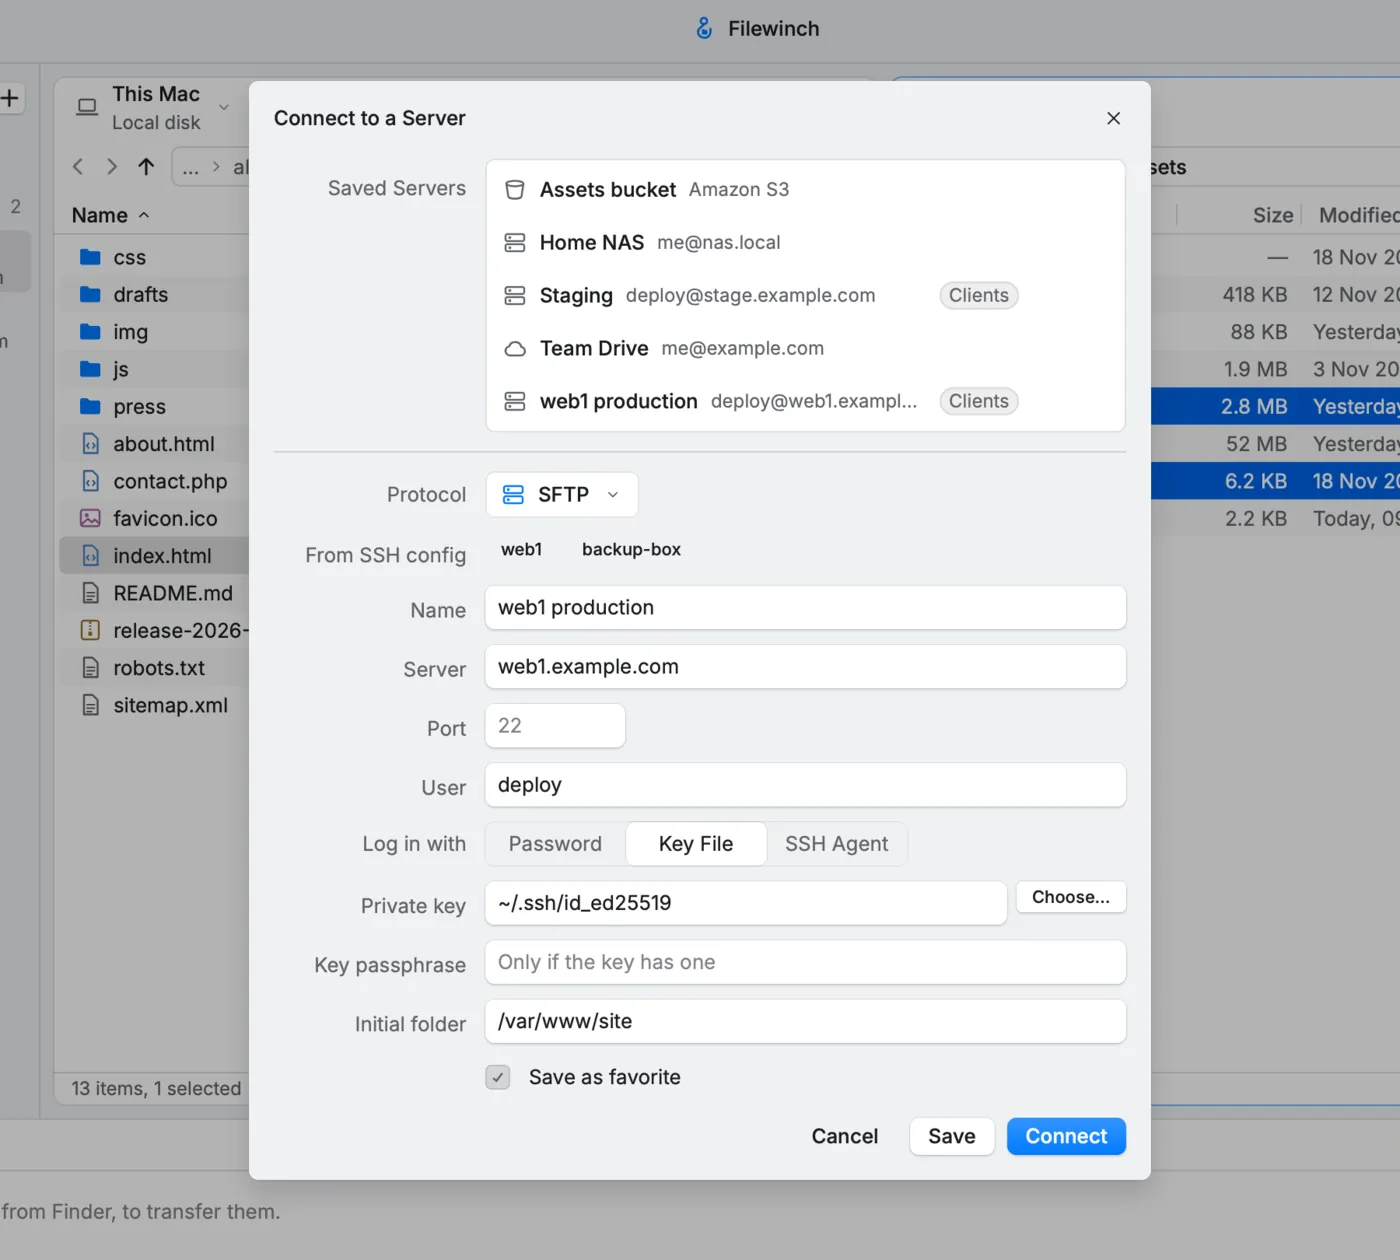 Filewinch
This Mac
Local disk
... › al
2
Name
css
drafts
img
js
press
about.html
contact.php
favicon.ico
index.html
README.md
release-2026-
robots.txt
sitemap.xml
13 items, 1 selected
from Finder, to transfer them.
Connect to a Server
Saved Servers
Assets bucket Amazon S3
Home NAS me@nas.local
Staging deploy@stage.example.com Clients
Team Drive me@example.com
web1 production deploy@web1.exampl... Clients
Protocol SFTP
From SSH config web1 backup-box
Name web1 production
Server web1.example.com
Port 22
User deploy
Log in with Password Key File SSH Agent
Private key ~/.ssh/id_ed25519 Choose...
Key passphrase Only if the key has one
Initial folder /var/www/site
Save as favorite
Cancel Save Connect
sets
Size Modified
— 18 Nov 20
418 KB 12 Nov 20
88 KB Yesterday
1.9 MB 3 Nov 20
2.8 MB Yesterday
52 MB Yesterday
6.2 KB 18 Nov 20
2.2 KB Today, 09